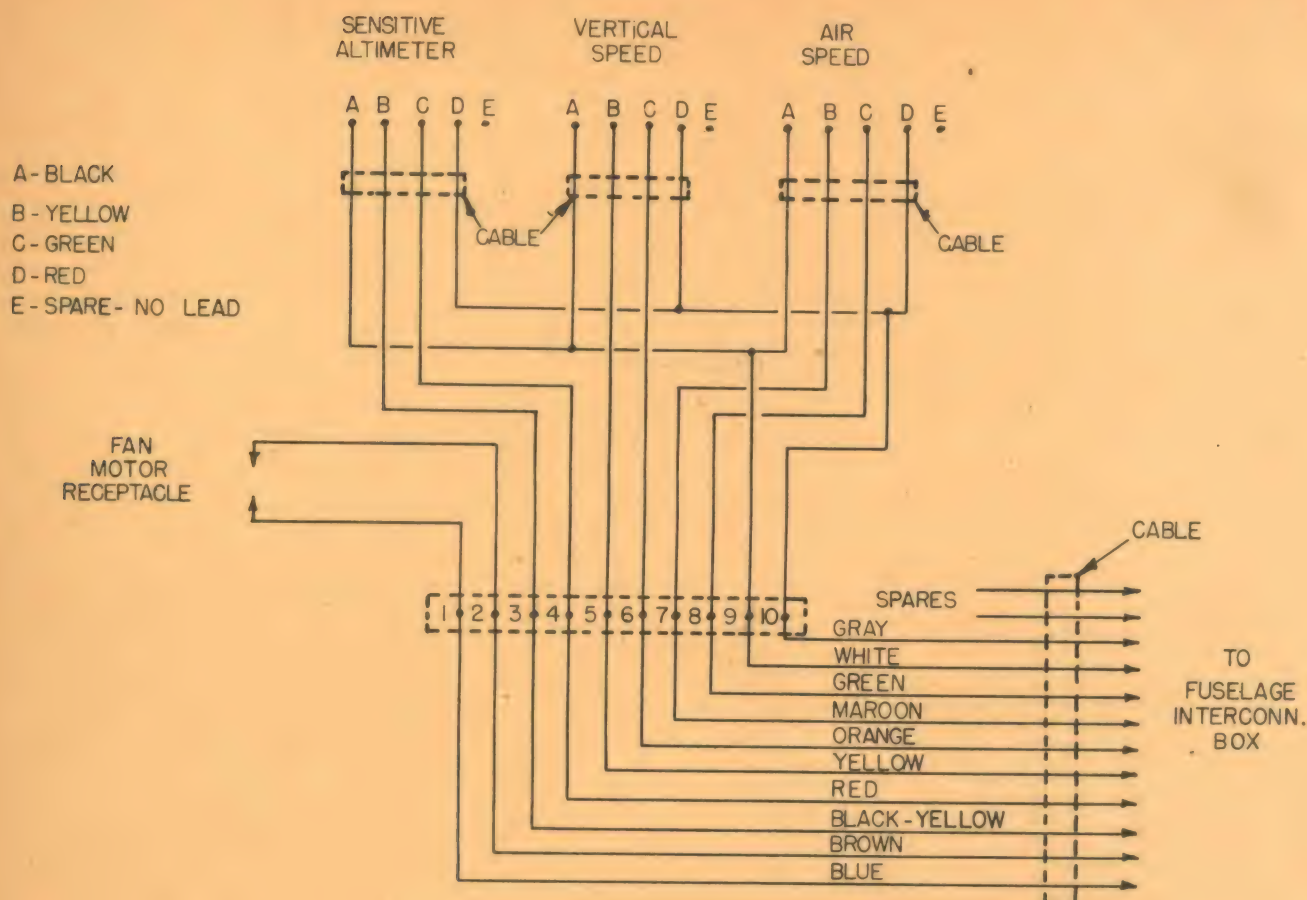 SENSITIVE
ALTIMETER
VERTiCAL
SPEED
AIR
SPEED
A B C D E
A B C D E
A B C D E
A - BLACK
B - YELLOW
C - GREEN
D - RED
E - SPARE - NO LEAD
CABLE
CABLE
FAN
MOTOR
RECEPTACLE
CABLE
1 2 3 4 5 6 7 8 9 10
SPARES
GRAY
WHITE
GREEN
MAROON
ORANGE
YELLOW
RED
BLACK - YELLOW
BROWN
BLUE
TO
FUSELAGE
INTERCONN.
BOX